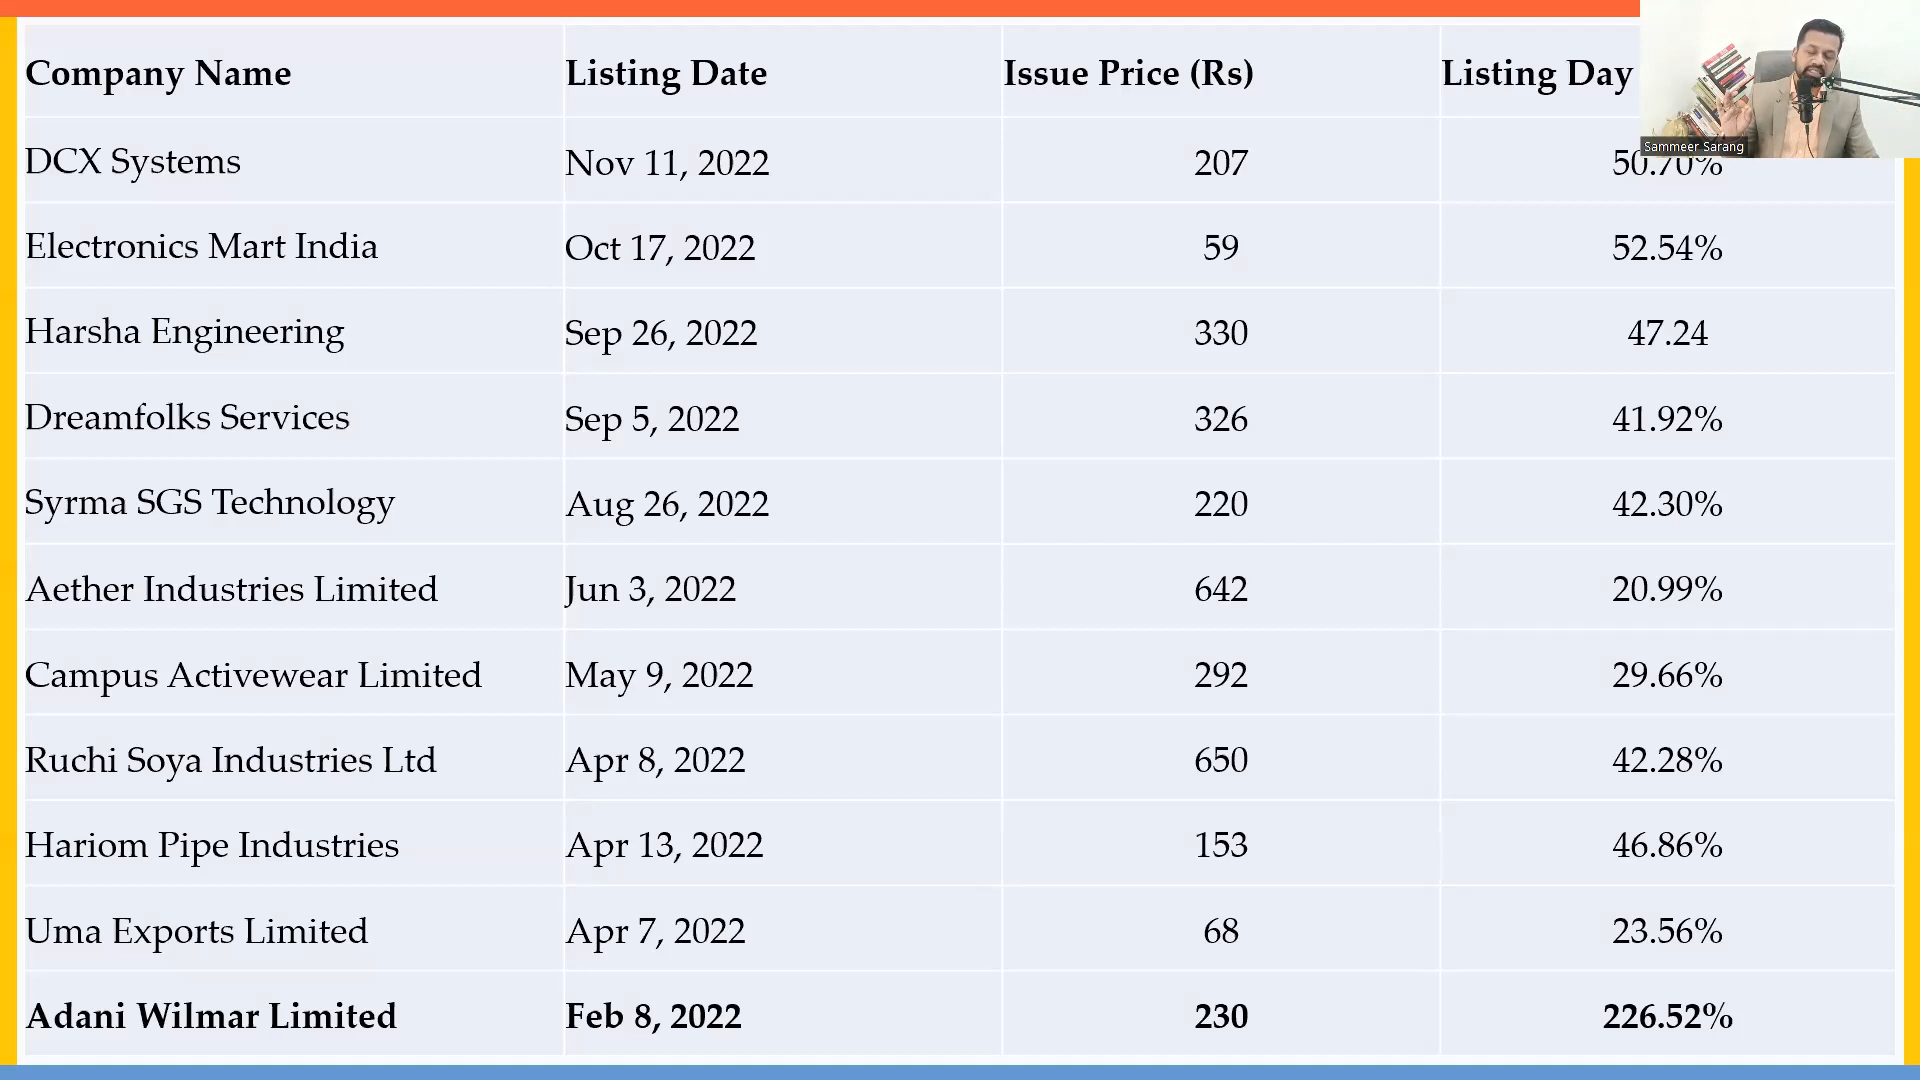 Company Name Listing Date Issue Price (Rs) Listing Day
DCX Systems Nov 11, 2022 207 50.70%
Electronics Mart India Oct 17, 2022 59 52.54%
Harsha Engineering Sep 26, 2022 330 47.24
Dreamfolks Services Sep 5, 2022 326 41.92%
Syrma SGS Technology Aug 26, 2022 220 42.30%
Aether Industries Limited Jun 3, 2022 642 20.99%
Campus Activewear Limited May 9, 2022 292 29.66%
Ruchi Soya Industries Ltd Apr 8, 2022 650 42.28%
Hariom Pipe Industries Apr 13, 2022 153 46.86%
Uma Exports Limited Apr 7, 2022 68 23.56%
Adani Wilmar Limited Feb 8, 2022 230 226.52%
Sammeer Sarang